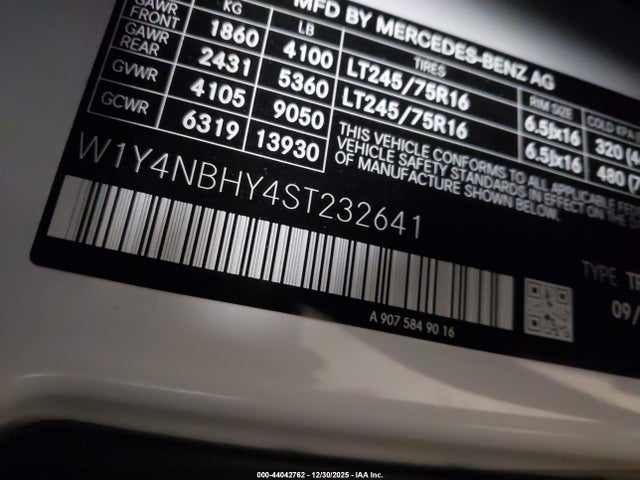 MFD BY MERCEDES-BENZ AG
KG LB TIRES RIM SIZE COLD
GAWR FRONT 1860 4100 LT245/75R16 6.5Jx16 320
GAWR REAR 2431 5360 LT245/75R16 6.5Jx16 480
GVWR 4105 9050
GCWR 6319 13930
THIS VEHICLE CONFORMS TO ALL APPLICABLE
VEHICLE SAFETY STANDARDS IN EFFECT ON THE
OF MANUFACTURE SHOWN BELOW.
W1Y4NBHY4ST232641
TYPE
09/
A 907 584 90 16
000-44042762 - 12/30/2025 - IAA Inc.